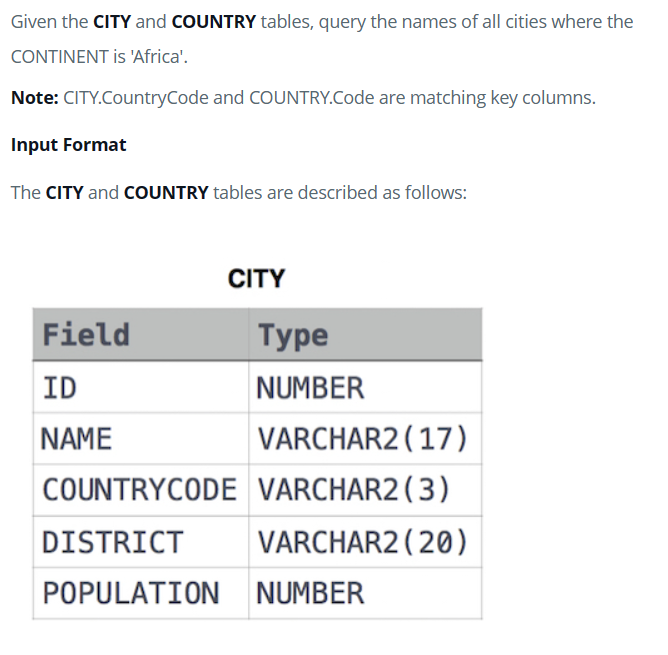 Given the CITY and COUNTRY tables, query the names of all cities where the
CONTINENT is 'Africa'.
Note: CITY.CountryCode and COUNTRY.Code are matching key columns.
Input Format
The CITY and COUNTRY tables are described as follows:
CITY
Field Type
ID NUMBER
NAME VARCHAR2(17)
COUNTRYCODE VARCHAR2(3)
DISTRICT VARCHAR2(20)
POPULATION NUMBER